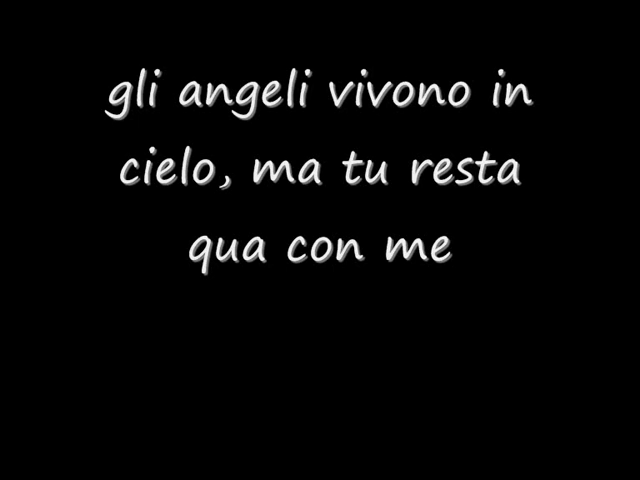 gli angeli vivono in
cielo, ma tu resta
qua con me